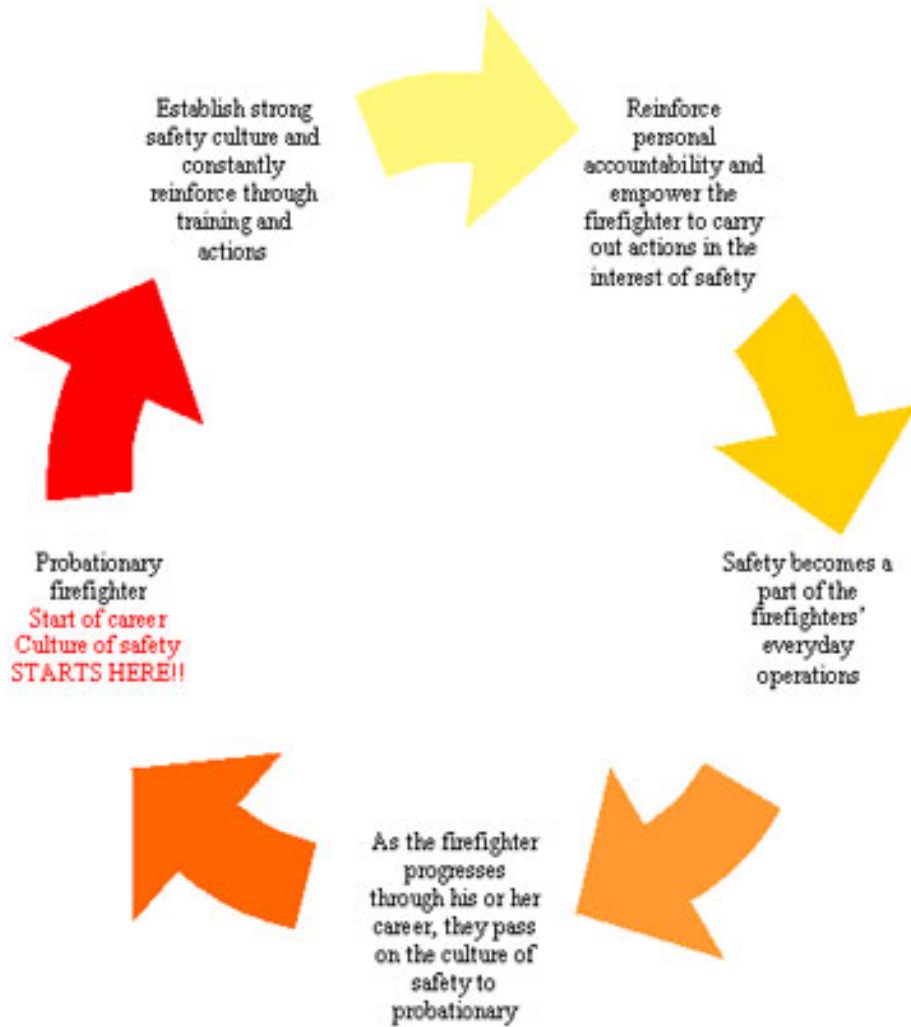 Establish strong
safety culture and
constantly
reinforce through
training and
actions
Reinforce
personal
accountability and
empower the
firefighter to carry
out actions in the
interest of safety
Safety becomes a
part of the
firefighters'
everyday
operations
As the firefighter
progresses
through his or her
career, they pass
on the culture of
safety to
probationary
Probationary
firefighter
Start of career
Culture of safety
STARTS HERE!!